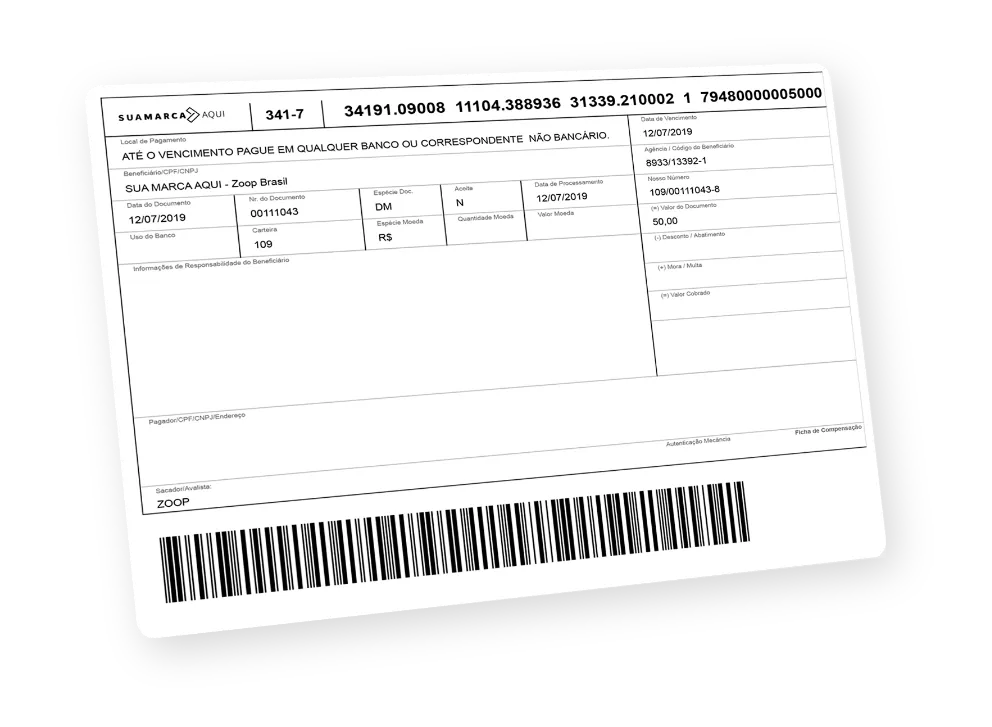 SUAMARCA AQUI 341-7 34191.09008 11104.388936 31339.210002 1 79480000005000
Local de Pagamento
ATÉ O VENCIMENTO PAGUE EM QUALQUER BANCO OU CORRESPONDENTE NÃO BANCÁRIO.
Data de Vencimento
12/07/2019
Beneficiário/CPF/CNPJ
SUA MARCA AQUI - Zoop Brasil
Agência / Código do Beneficiário
8933/13392-1
Data do Documento
12/07/2019
Nr. do Documento
00111043
Espécie Doc.
DM
Aceita
N
Data de Processamento
12/07/2019
Nosso Número
109/00111043-8
Uso do Banco
Carteira
109
Espécie Moeda
R$
Quantidade Moeda
Valor Moeda
(=) Valor do Documento
50,00
Informações de Responsabilidade do Beneficiário
(-) Desconto / Abatimento
(+) Mora / Multa
(=) Valor Cobrado
Pagador/CPF/CNPJ/Endereço
Sacador/Avalista:
ZOOP
Autenticação Mecância
Ficha de Compensação